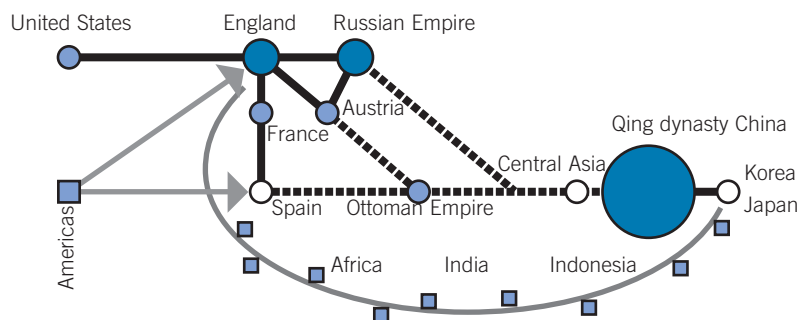 United States
England
Russian Empire
France
Austria
Qing dynasty China
Central Asia
Korea
Japan
Spain
Ottoman Empire
Americas
Africa
India
Indonesia